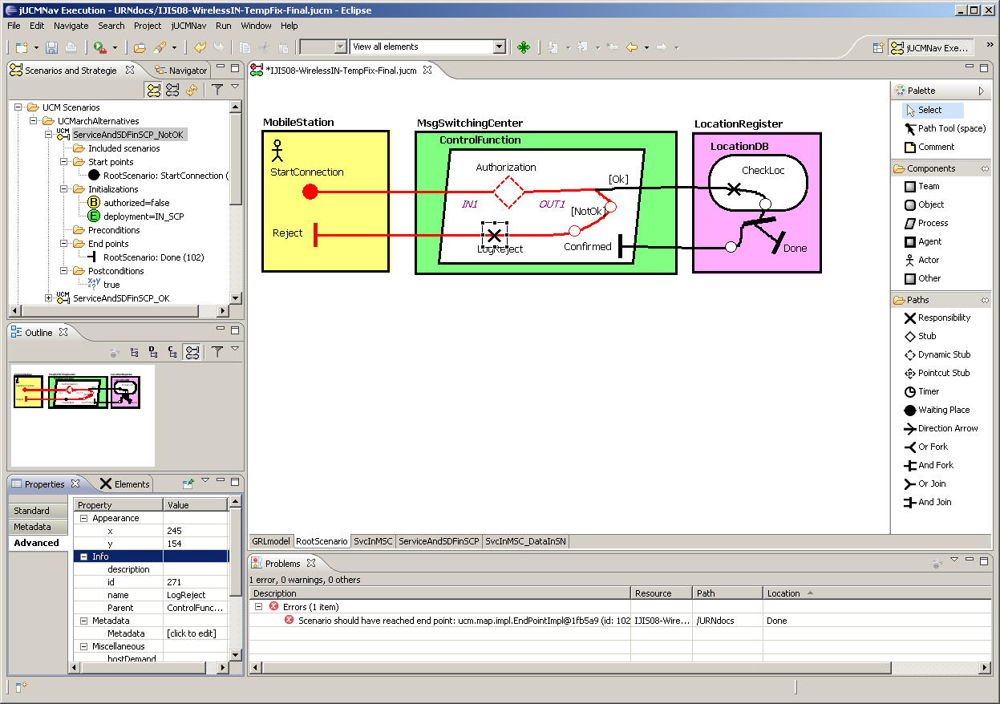 jUCMNav Execution - URNdocs/IJIS08-WirelessIN-TempFix-Final.jucm - Eclipse
File Edit Navigate Search Project jUCMNav Run Window Help
View all elements
jUCMNav Exe...
Scenarios and Strategie
Navigator
UCM Scenarios
UCMarchAlternatives
UCM ServiceAndSDFinSCP_NotOK
Included scenarios
Start points
RootScenario: StartConnection (
Initializations
B authorized=false
E deployment=IN_SCP
Preconditions
End points
RootScenario: Done (102)
Postconditions
true
UCM ServiceAndSDFinSCP_OK
Outline
Properties
Elements
Standard
Metadata
Advanced
Property Value
Appearance
x 245
y 154
Info
description
id 271
name LogReject
Parent ControlFunc...
Metadata
Metadata [click to edit]
Miscellaneous
hostDemand
*IJIS08-WirelessIN-TempFix-Final.jucm
MobileStation
MsgSwitchingCenter
LocationRegister
ControlFunction
LocationDB
StartConnection
Authorization
[Ok]
CheckLoc
IN1
OUT1
[NotOk]
Reject
LogReject
Confirmed
Done
GRLmodel RootScenario SvcInMSC ServiceAndSDFinSCP SvcInMSC_DataInSN
Palette
Select
Path Tool (space)
Comment
Components
Team
Object
Process
Agent
Actor
Other
Paths
Responsibility
Stub
Dynamic Stub
Pointcut Stub
Timer
Waiting Place
Direction Arrow
Or Fork
And Fork
Or Join
And Join
Problems
1 error, 0 warnings, 0 others
Description Resource Path Location
Errors (1 item)
Scenario should have reached end point: ucm.map.impl.EndPointImpl@1fb5a9 (id: 102 IJIS08-Wire... /URNdocs Done